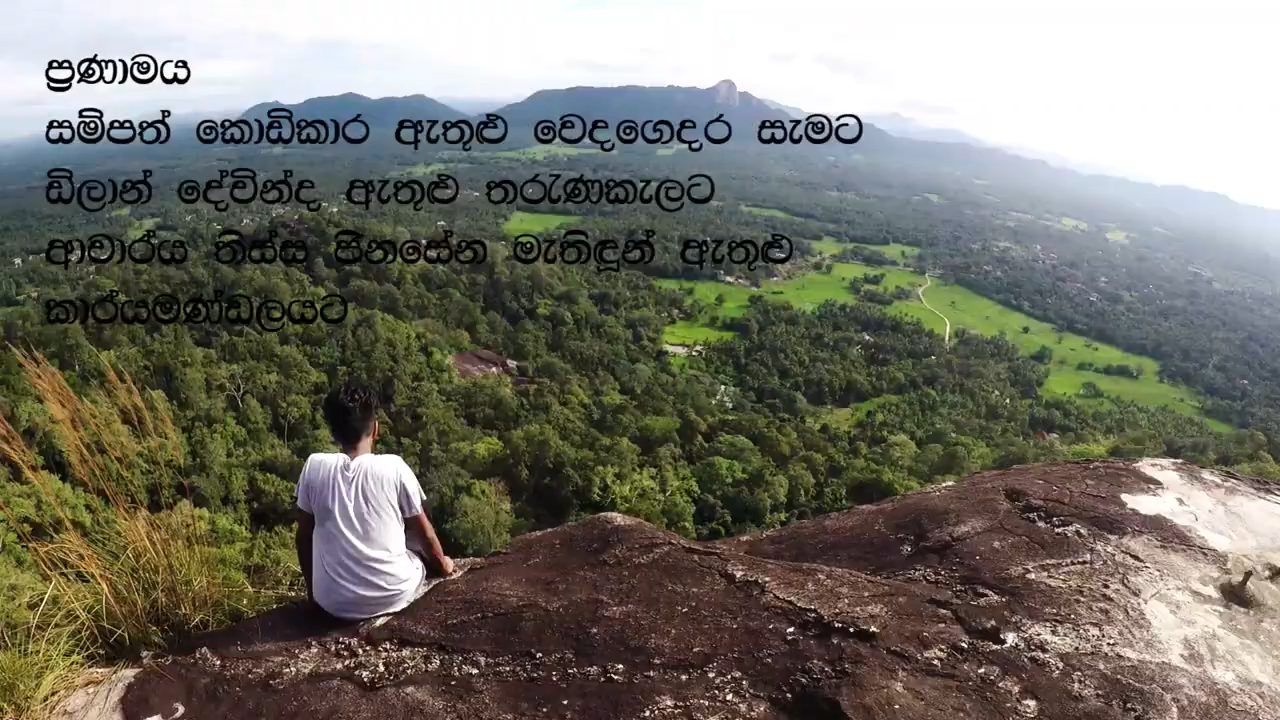 ප්‍රණාමය
සම්පත් කොඩිකාර ඇතුළු වෙදගෙදර සැමට
ඩිලාන් දේවින්ද ඇතුළු තරැණකැලට
ආචාර්ය තිස්ස ජිනසේන මැතිඳූන් ඇතුළු
කාර්යමණ්ඩලයට